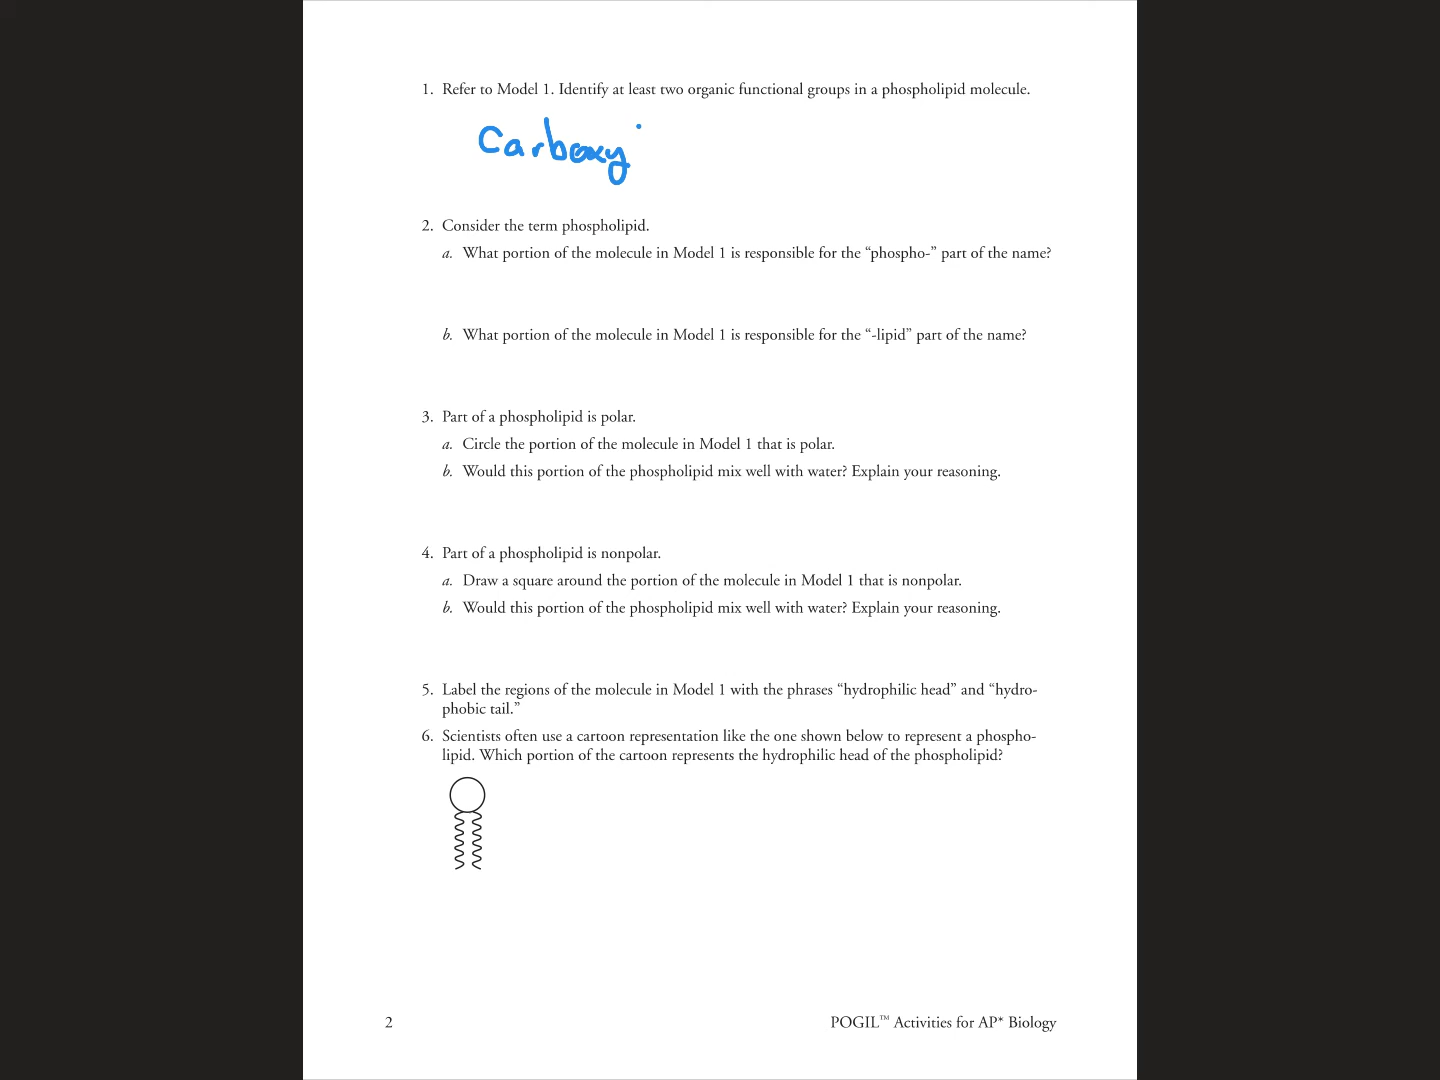 1. Refer to Model 1. Identify at least two organic functional groups in a phospholipid molecule.
Carboxy
2. Consider the term phospholipid.
a. What portion of the molecule in Model 1 is responsible for the “phospho-” part of the name?
b. What portion of the molecule in Model 1 is responsible for the “-lipid” part of the name?
3. Part of a phospholipid is polar.
a. Circle the portion of the molecule in Model 1 that is polar.
b. Would this portion of the phospholipid mix well with water? Explain your reasoning.
4. Part of a phospholipid is nonpolar.
a. Draw a square around the portion of the molecule in Model 1 that is nonpolar.
b. Would this portion of the phospholipid mix well with water? Explain your reasoning.
5. Label the regions of the molecule in Model 1 with the phrases “hydrophilic head” and “hydro-
phobic tail.”
6. Scientists often use a cartoon representation like the one shown below to represent a phospho-
lipid. Which portion of the cartoon represents the hydrophilic head of the phospholipid?
2
POGIL™ Activities for AP* Biology